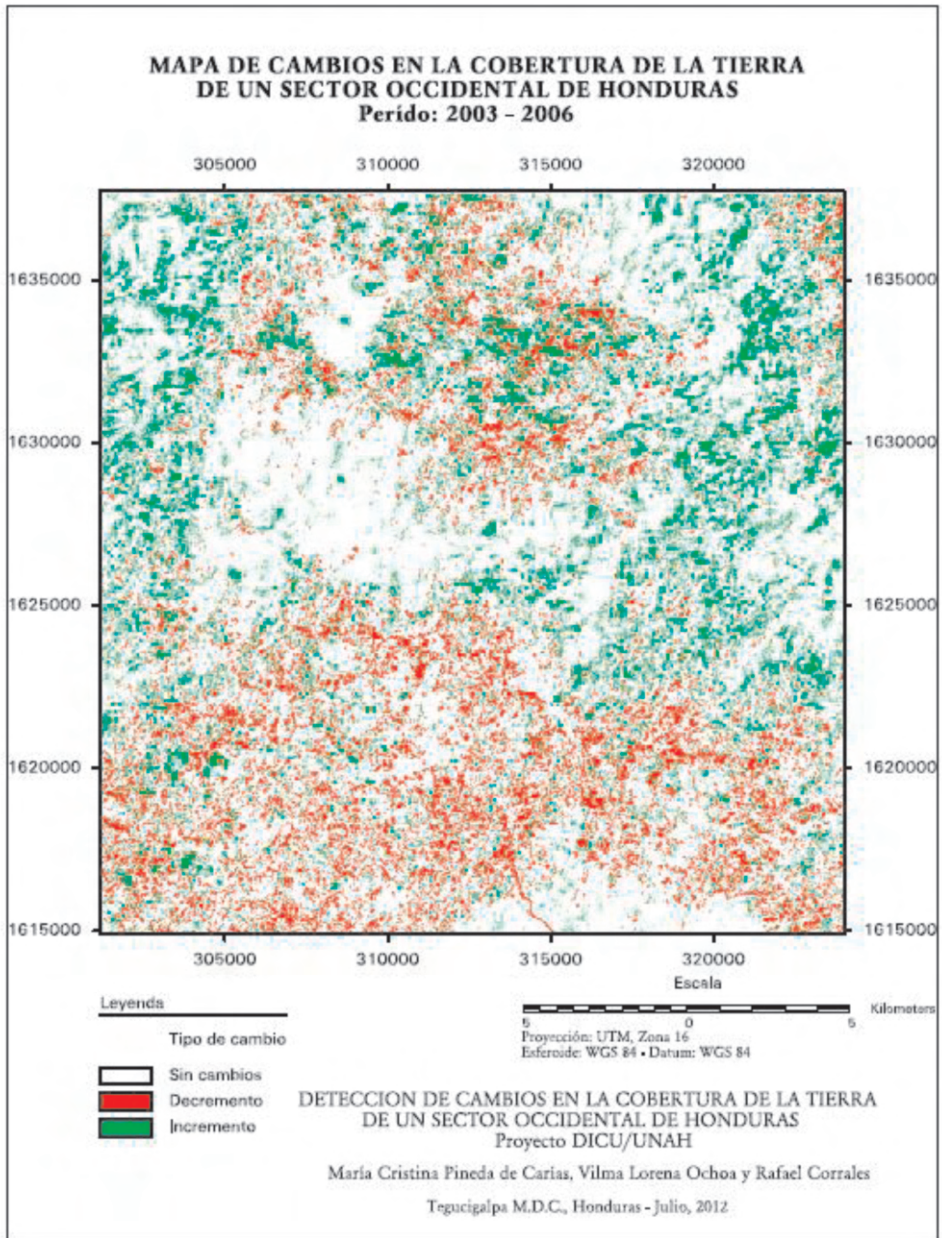 MAPA DE CAMBIOS EN LA COBERTURA DE LA TIERRA
DE UN SECTOR OCCIDENTAL DE HONDURAS
Perído: 2003 – 2006
305000 310000 315000 320000
1635000 1635000
1630000 1630000
1625000 1625000
1620000 1620000
1615000 1615000
305000 310000 315000 320000
Escala
Leyenda
Kilometers
5 0 5
Tipo de cambio
Proyección: UTM, Zona 16
Esferoide: WGS 84 • Datum: WGS 84
Sin cambios
Decremento
Incremento
DETECCION DE CAMBIOS EN LA COBERTURA DE LA TIERRA
DE UN SECTOR OCCIDENTAL DE HONDURAS
Proyecto DICU/UNAH
María Cristina Pineda de Carías, Vilma Lorena Ochoa y Rafael Corrales
Tegucigalpa M.D.C., Honduras - Julio, 2012